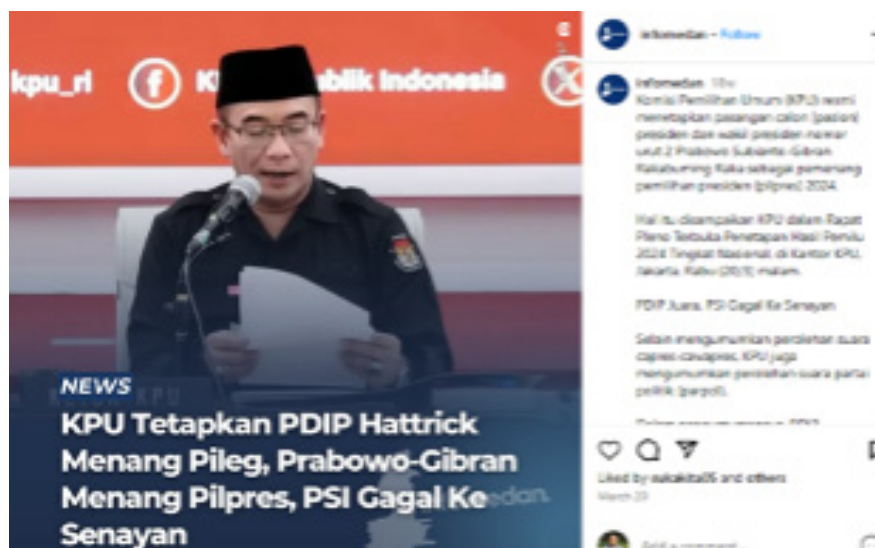 kpu_ri
blik Indonesia
NEWS
KPU Tetapkan PDIP Hattrick
Menang Pileg, Prabowo-Gibran
Menang Pilpres, PSI Gagal Ke
Senayan
infomedan - Follow
infomedan
Komisi Pemilihan Umum (KPU) resmi
menetapkan pasangan calon (paslon)
presiden dan wakil presiden nomor
urut 2 Prabowo Subianto-Gibran
Rakabuming Raka sebagai pemenang
pemilihan presiden (pilpres) 2024.
Hal itu disampaikan KPU dalam Rapat
Pleno Terbuka Penetapan Hasil Pemilu
2024 Tingkat Nasional, di Kantor KPU,
Jakarta, Rabu (20/3) malam.
PDIP Juara, PSI Gagal Ke Senayan
Selain mengumumkan perolehan suara
capres-cawapres, KPU juga
mengumumkan perolehan suara partai
politik (parpol).
Liked by and others
March 20
Add a comment...